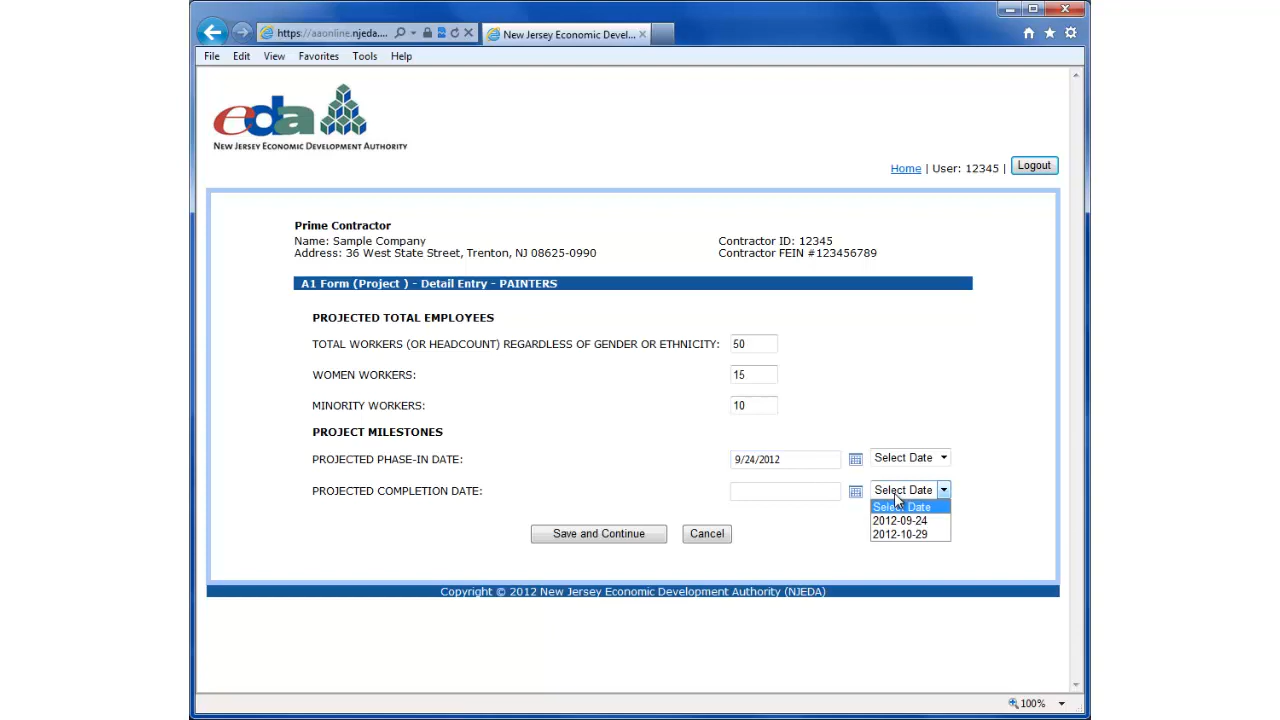 https://aaonline.njeda....
New Jersey Economic Devel...
File Edit View Favorites Tools Help
eda
NEW JERSEY ECONOMIC DEVELOPMENT AUTHORITY
Home | User: 12345 | Logout
Prime Contractor
Name: Sample Company Contractor ID: 12345
Address: 36 West State Street, Trenton, NJ 08625-0990 Contractor FEIN #123456789
A1 Form (Project ) - Detail Entry - PAINTERS
PROJECTED TOTAL EMPLOYEES
TOTAL WORKERS (OR HEADCOUNT) REGARDLESS OF GENDER OR ETHNICITY: 50
WOMEN WORKERS: 15
MINORITY WORKERS: 10
PROJECT MILESTONES
PROJECTED PHASE-IN DATE: 9/24/2012 Select Date
PROJECTED COMPLETION DATE: Select Date
Select Date
2012-09-24
2012-10-29
Save and Continue Cancel
Copyright © 2012 New Jersey Economic Development Authority (NJEDA)
100%